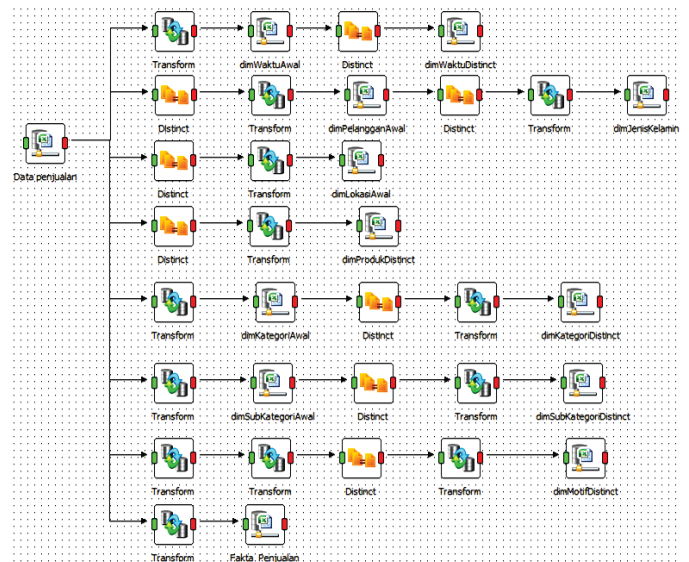 Transform dimWaktuAwal Distinct dimWaktuDistinct
Distinct Transform dimPelangganAwal Distinct Transform dimJenisKelamin
Data penjualan
Distinct Transform dimLokasiAwal
Distinct Transform dimProdukDistinct
Transform dimKategoriAwal Distinct Transform dimKategoriDistinct
Transform dimSubKategoriAwal Distinct Transform dimSubKategoriDistinct
Transform Transform Distinct Transform dimMotifDistinct
Transform Fakta_Penjualan